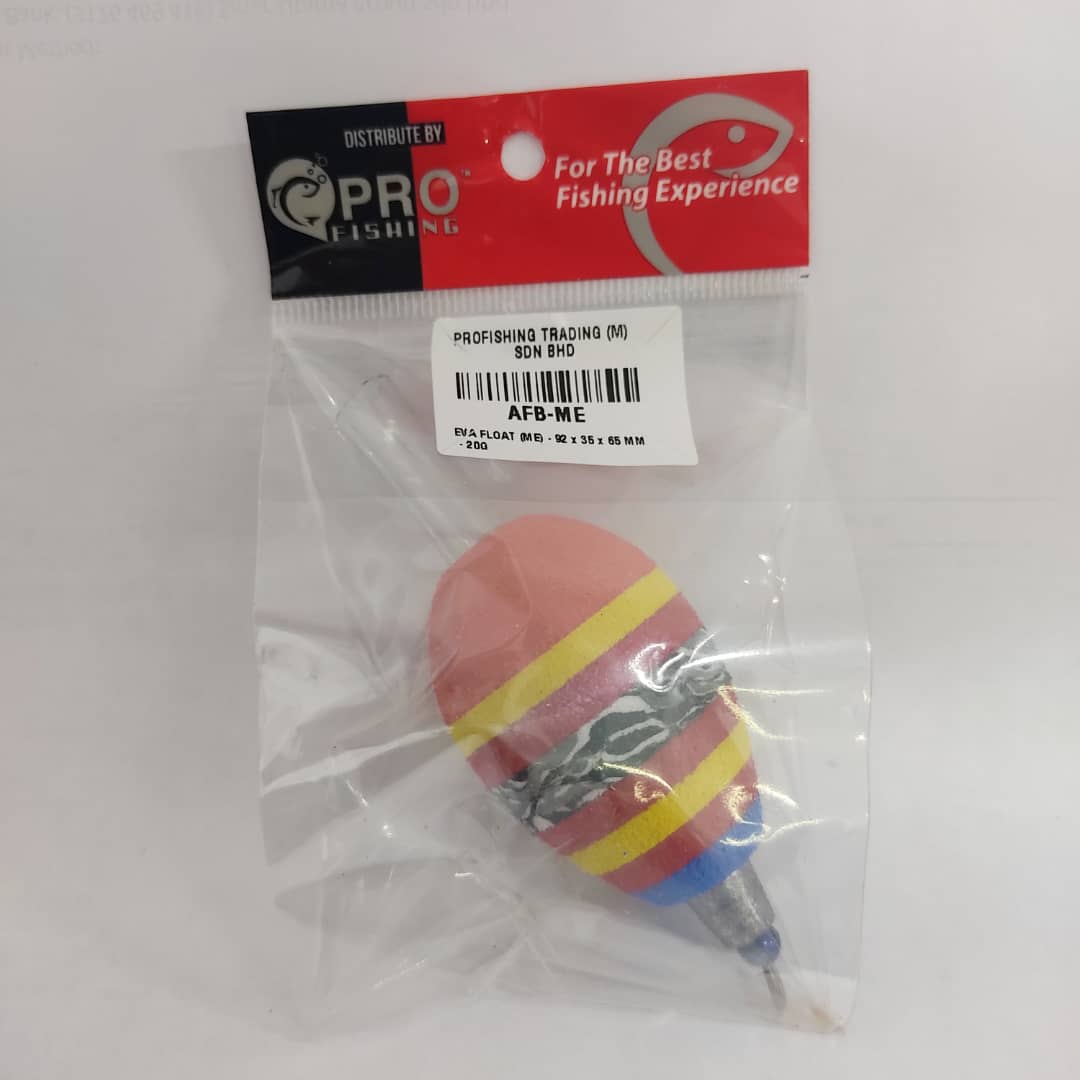 DISTRIBUTE BY
PRO™
FISHING
For The Best
Fishing Experience
PROFISHING TRADING (M)
SDN BHD
AFB-ME
EVA FLOAT (ME) - 92 x 35 x 65 MM
- 20G